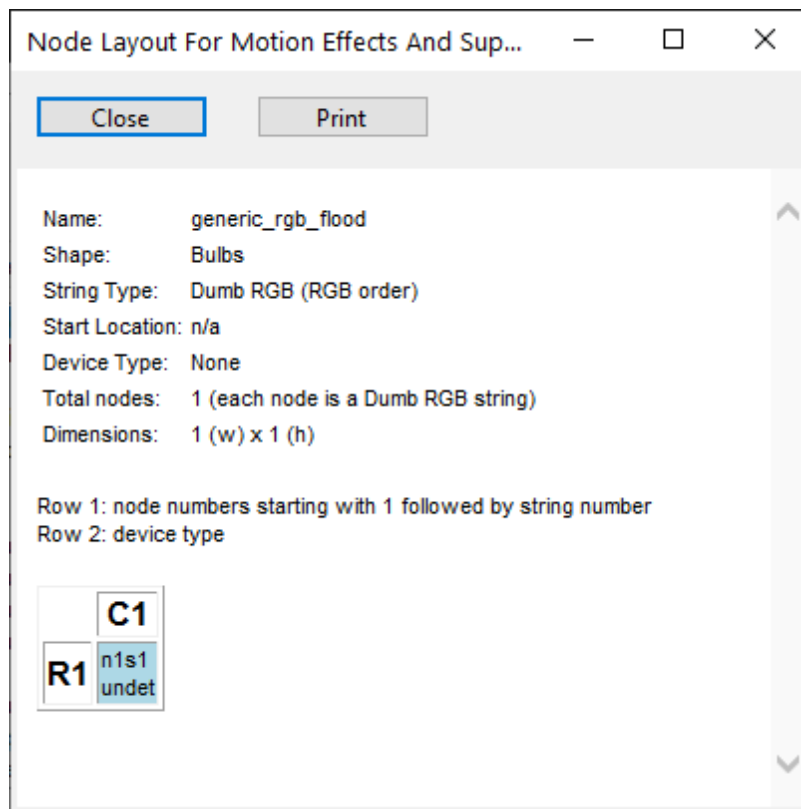 Node Layout For Motion Effects And Sup...
Close Print
Name: generic_rgb_flood
Shape: Bulbs
String Type: Dumb RGB (RGB order)
Start Location: n/a
Device Type: None
Total nodes: 1 (each node is a Dumb RGB string)
Dimensions: 1 (w) x 1 (h)
Row 1: node numbers starting with 1 followed by string number
Row 2: device type
C1
R1 n1s1
undet